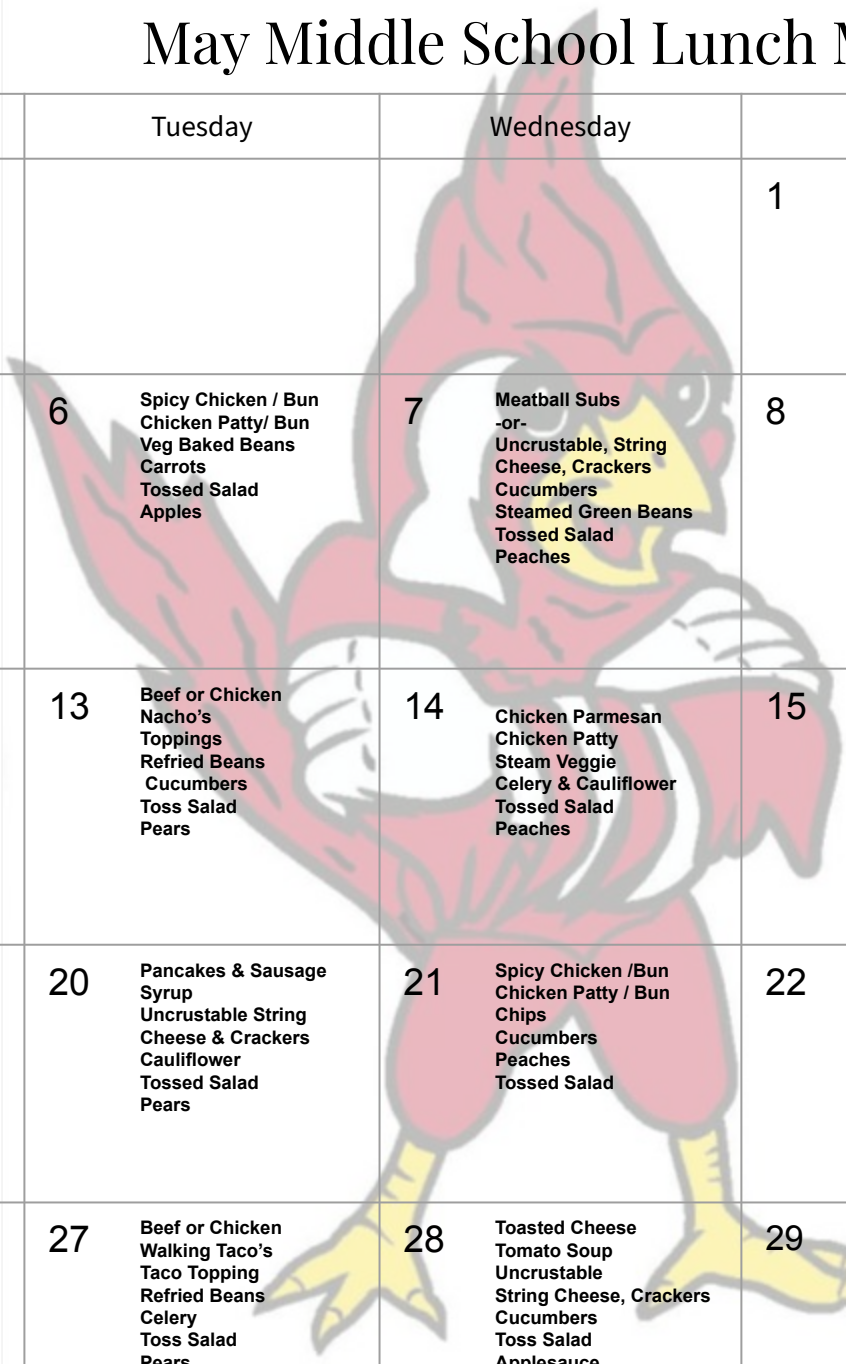 May Middle School Lunch
Tuesday
Wednesday
1
6
Spicy Chicken / Bun
Chicken Patty/ Bun
Veg Baked Beans
Carrots
Tossed Salad
Apples
7
Meatball Subs
-or-
Uncrustable, String
Cheese, Crackers
Cucumbers
Steamed Green Beans
Tossed Salad
Peaches
8
13
Beef or Chicken
Nacho’s
Toppings
Refried Beans
Cucumbers
Toss Salad
Pears
14
Chicken Parmesan
Chicken Patty
Steam Veggie
Celery & Cauliflower
Tossed Salad
Peaches
15
20
Pancakes & Sausage
Syrup
Uncrustable String
Cheese & Crackers
Cauliflower
Tossed Salad
Pears
21
Spicy Chicken /Bun
Chicken Patty / Bun
Chips
Cucumbers
Peaches
Tossed Salad
22
27
Beef or Chicken
Walking Taco’s
Taco Topping
Refried Beans
Celery
Toss Salad
Pears
28
Toasted Cheese
Tomato Soup
Uncrustable
String Cheese, Crackers
Cucumbers
Toss Salad
Applesauce
29